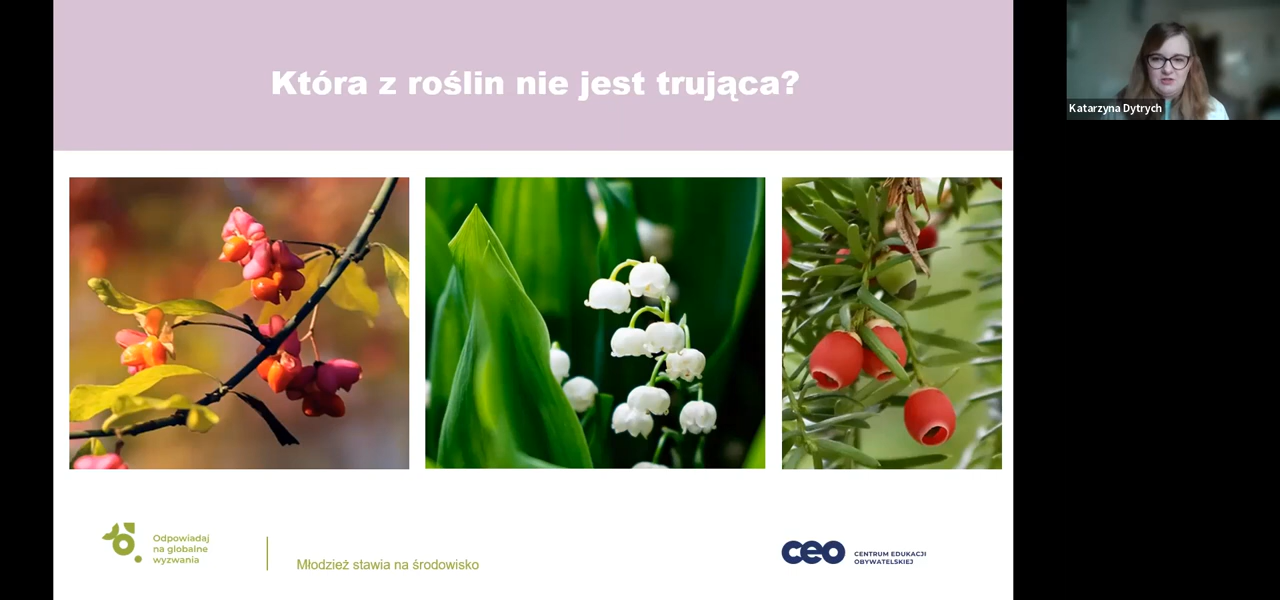 Która z roślin nie jest trująca?
Katarzyna Dytrych
Odpowiadaj
na globalne
wyzwania
Młodzież stawia na środowisko
ceo
CENTRUM EDUKACJI
OBYWATELSKIEJ